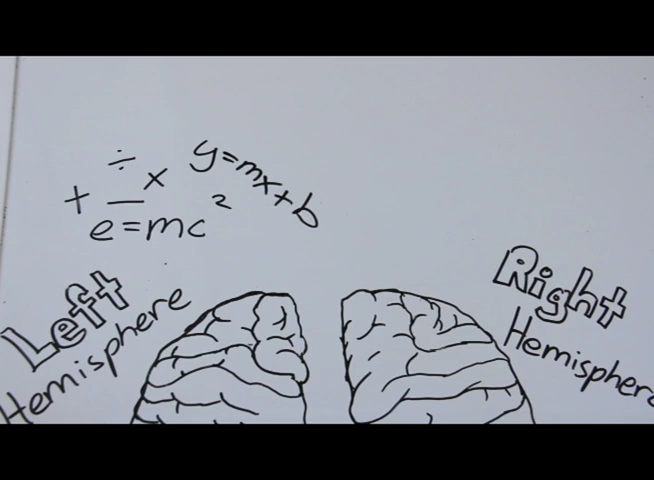 ÷
+ — ×
y=mx+b
e=mc²
Left
Hemisphere
Right
Hemisphere